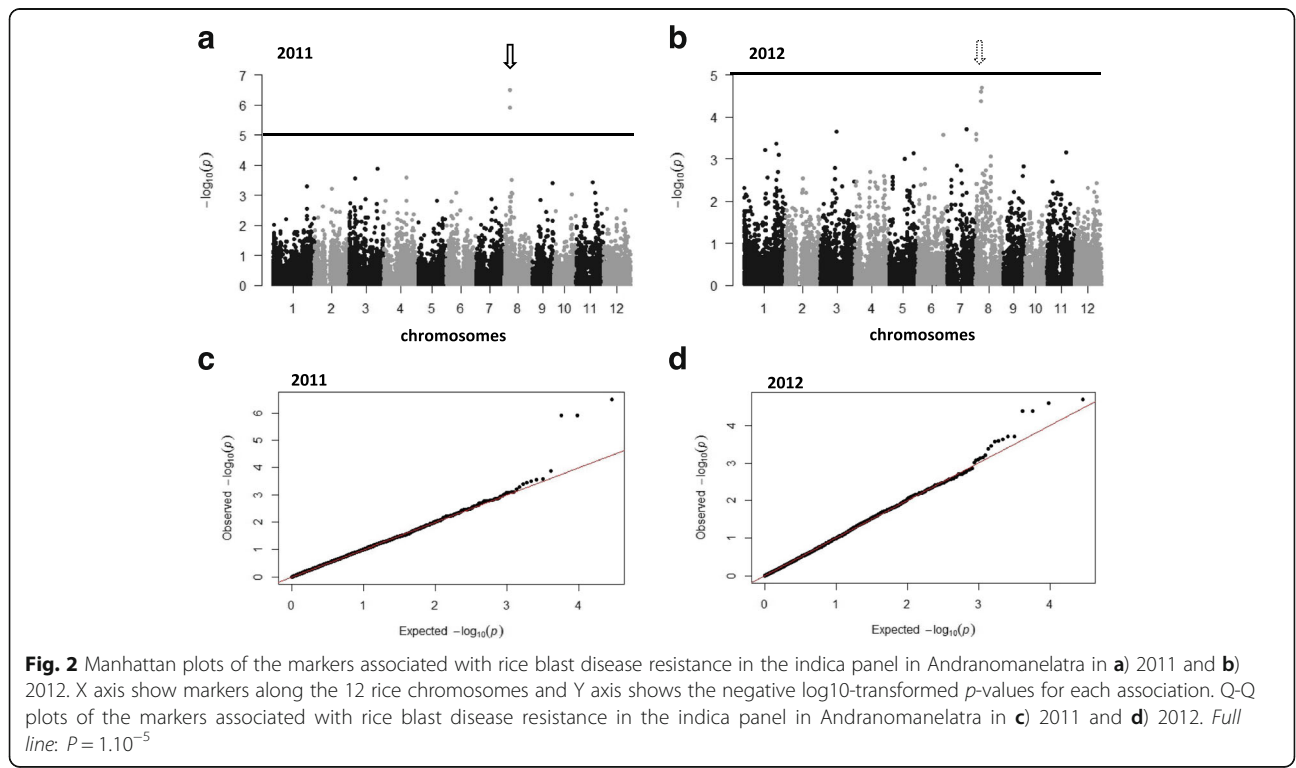 a
2011
7
6
5
4
3
2
1
0
−log10(p)
1 2 3 4 5 6 7 8 9 10 11 12
chromosomes
b
2012
5
4
3
2
1
0
−log10(p)
1 2 3 4 5 6 7 8 9 10 11 12
chromosomes
c
2011
6
5
4
3
2
1
0
Observed −log10(p)
0 1 2 3 4
Expected −log10(p)
d
2012
4
3
2
1
0
Observed −log10(p)
0 1 2 3 4
Expected −log10(p)
Fig. 2 Manhattan plots of the markers associated with rice blast disease resistance in the indica panel in Andranomanelatra in a) 2011 and b)
2012. X axis show markers along the 12 rice chromosomes and Y axis shows the negative log10-transformed p-values for each association. Q-Q
plots of the markers associated with rice blast disease resistance in the indica panel in Andranomanelatra in c) 2011 and d) 2012. Full
line: P = 1.10−5